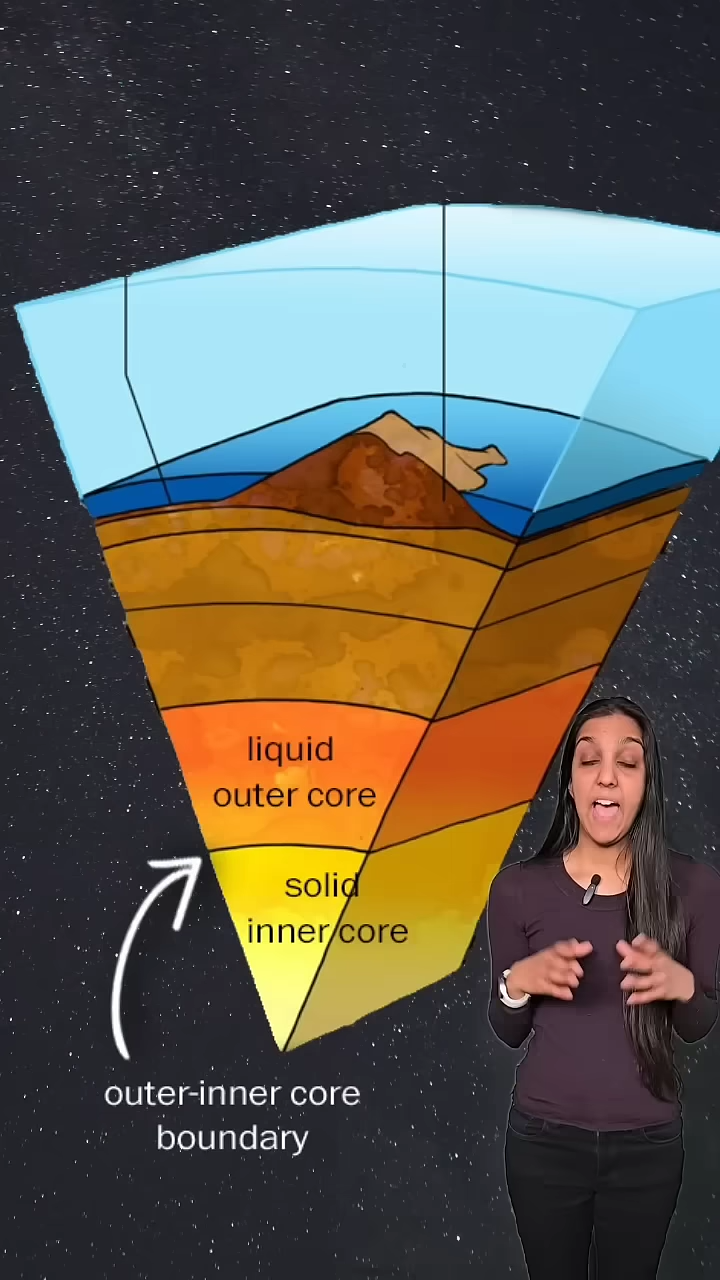 liquid
outer core
solid
inner core
outer-inner core
boundary